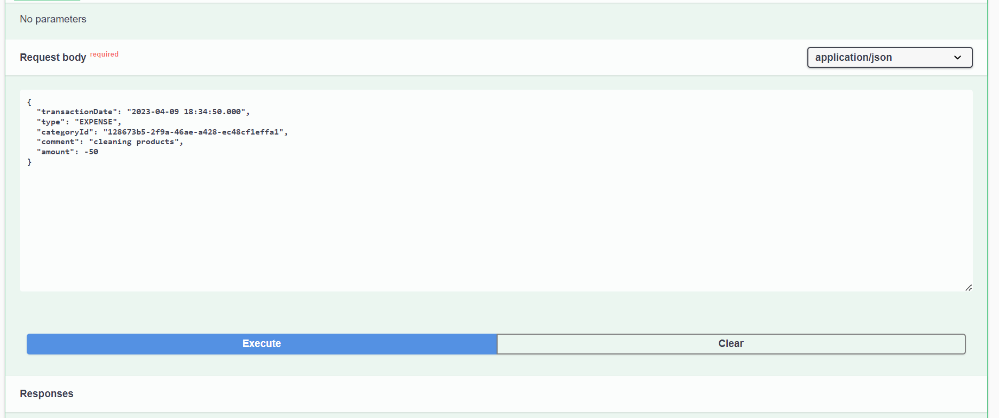 No parameters
Request body required
application/json
{
  "transactionDate": "2023-04-09 18:34:50.000",
  "type": "EXPENSE",
  "categoryId": "128673b5-2f9a-46ae-a428-ec48cf1effa1",
  "comment": "cleaning products",
  "amount": -50
}
Execute
Clear
Responses